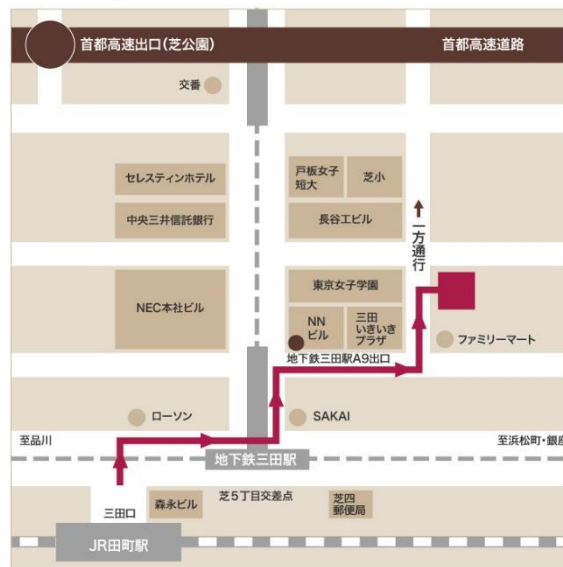 首都高速出口(芝公園)
首都高速道路
交番
セレスティンホテル
戸板女子
短大
芝小
中央三井信託銀行
長谷工ビル
一方通行
東京女子学園
NEC本社ビル
NN
ビル
三田
いきいき
プラザ
ファミリーマート
地下鉄三田駅A9出口
ローソン
SAKAI
至品川
至浜松町・銀座
地下鉄三田駅
三田口
森永ビル
芝5丁目交差点
芝四
郵便局
JR田町駅